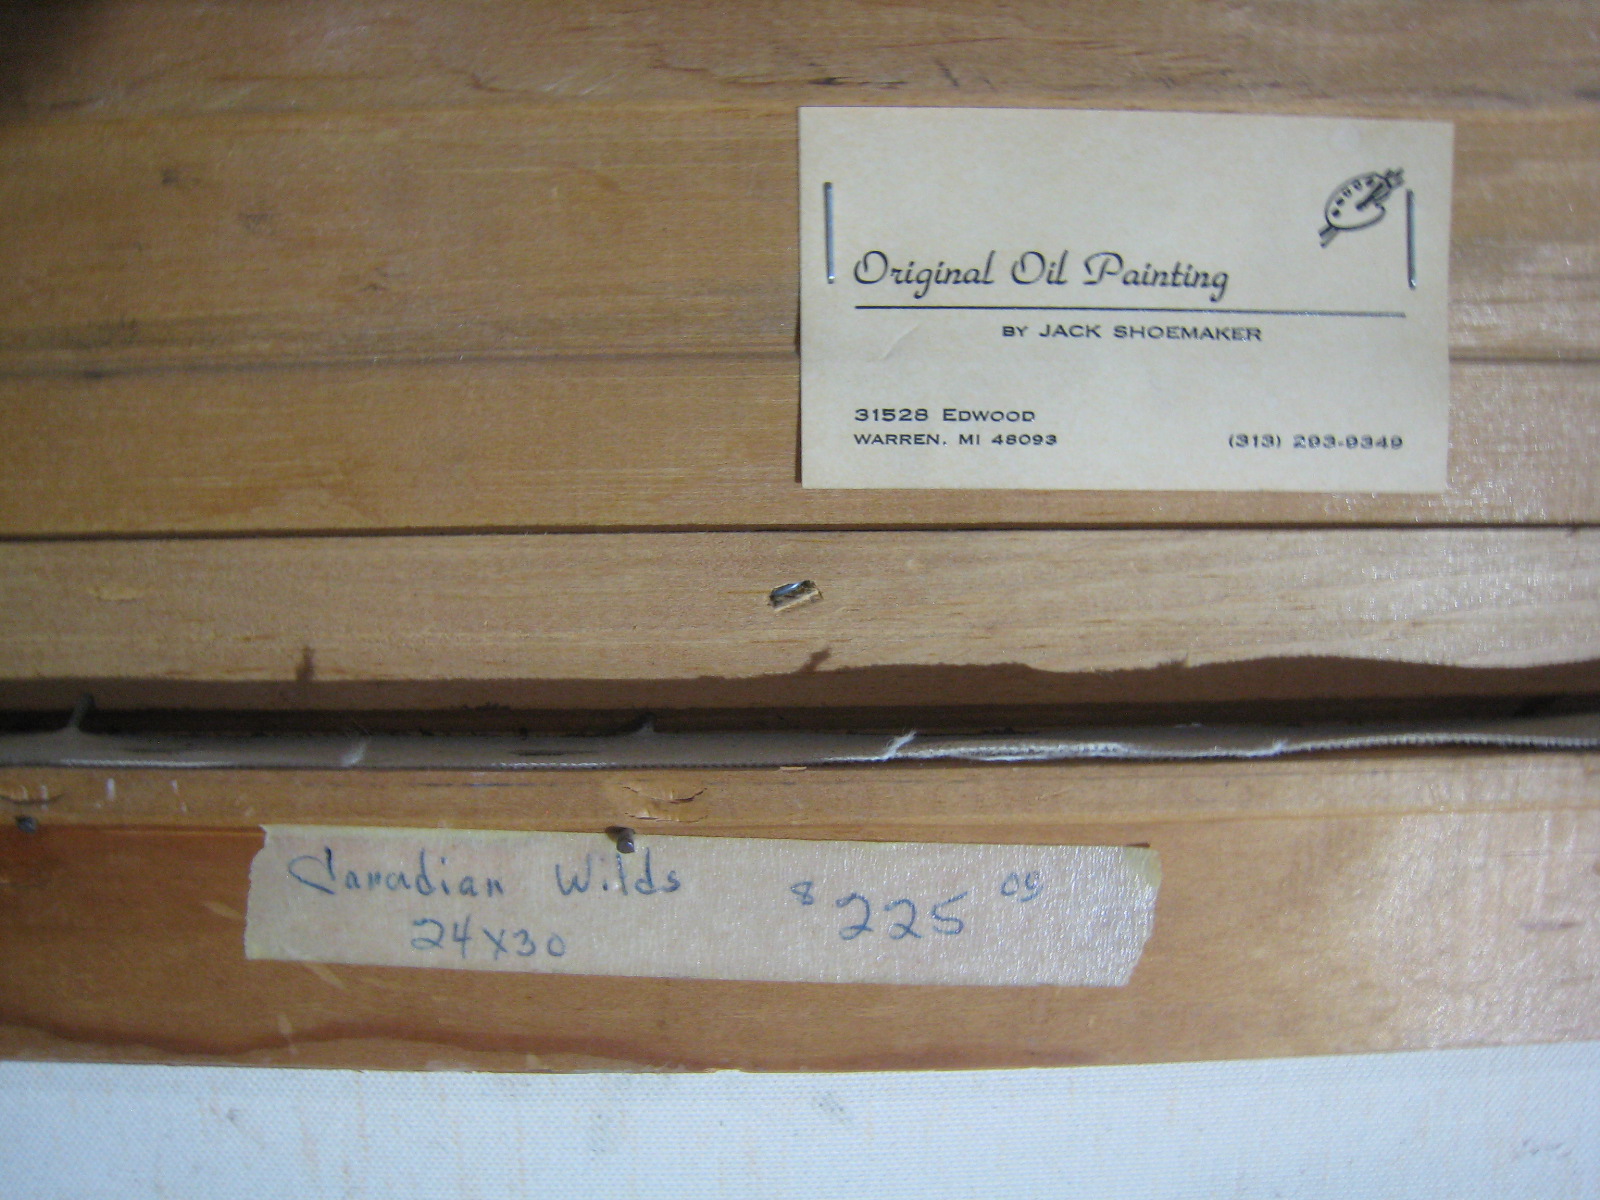 Original Oil Painting
BY JACK SHOEMAKER
31528 EDWOOD
WARREN, MI 48093
(313) 293-9349
Canadian Wilds
24X30
$225 00